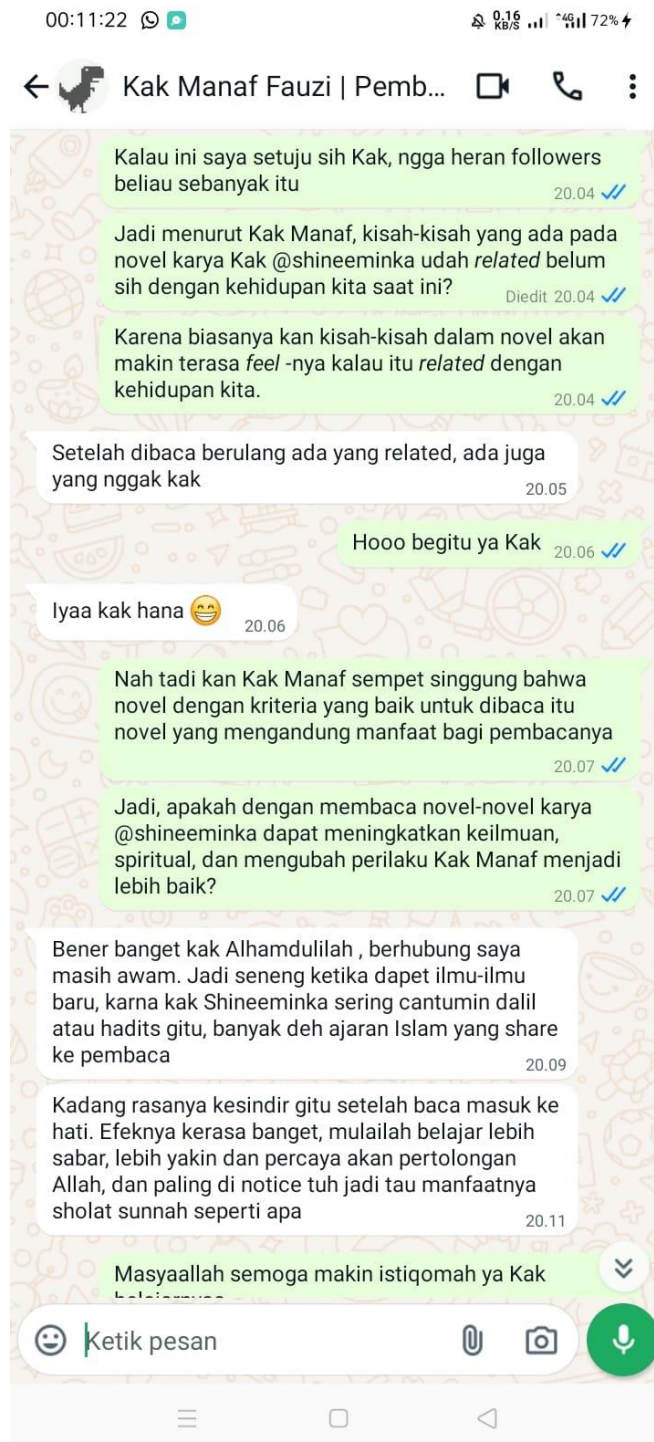 00:11:22
0.16 KB/S 4G 72%
Kak Manaf Fauzi | Pemb...
Kalau ini saya setuju sih Kak, ngga heran followers
beliau sebanyak itu
20.04
Jadi menurut Kak Manaf, kisah-kisah yang ada pada
novel karya Kak @shineeminka udah related belum
sih dengan kehidupan kita saat ini?
Diedit 20.04
Karena biasanya kan kisah-kisah dalam novel akan
makin terasa feel -nya kalau itu related dengan
kehidupan kita.
20.04
Setelah dibaca berulang ada yang related, ada juga
yang nggak kak
20.05
Hooo begitu ya Kak
20.06
Iyaa kak hana
20.06
Nah tadi kan Kak Manaf sempet singgung bahwa
novel dengan kriteria yang baik untuk dibaca itu
novel yang mengandung manfaat bagi pembacanya
20.07
Jadi, apakah dengan membaca novel-novel karya
@shineeminka dapat meningkatkan keilmuan,
spiritual, dan mengubah perilaku Kak Manaf menjadi
lebih baik?
20.07
Bener banget kak Alhamdulilah , berhubung saya
masih awam. Jadi seneng ketika dapet ilmu-ilmu
baru, karna kak Shineeminka sering cantumin dalil
atau hadits gitu, banyak deh ajaran Islam yang share
ke pembaca
20.09
Kadang rasanya kesindir gitu setelah baca masuk ke
hati. Efeknya kerasa banget, mulailah belajar lebih
sabar, lebih yakin dan percaya akan pertolongan
Allah, dan paling di notice tuh jadi tau manfaatnya
sholat sunnah seperti apa
20.11
Masyaallah semoga makin istiqomah ya Kak
Ketik pesan